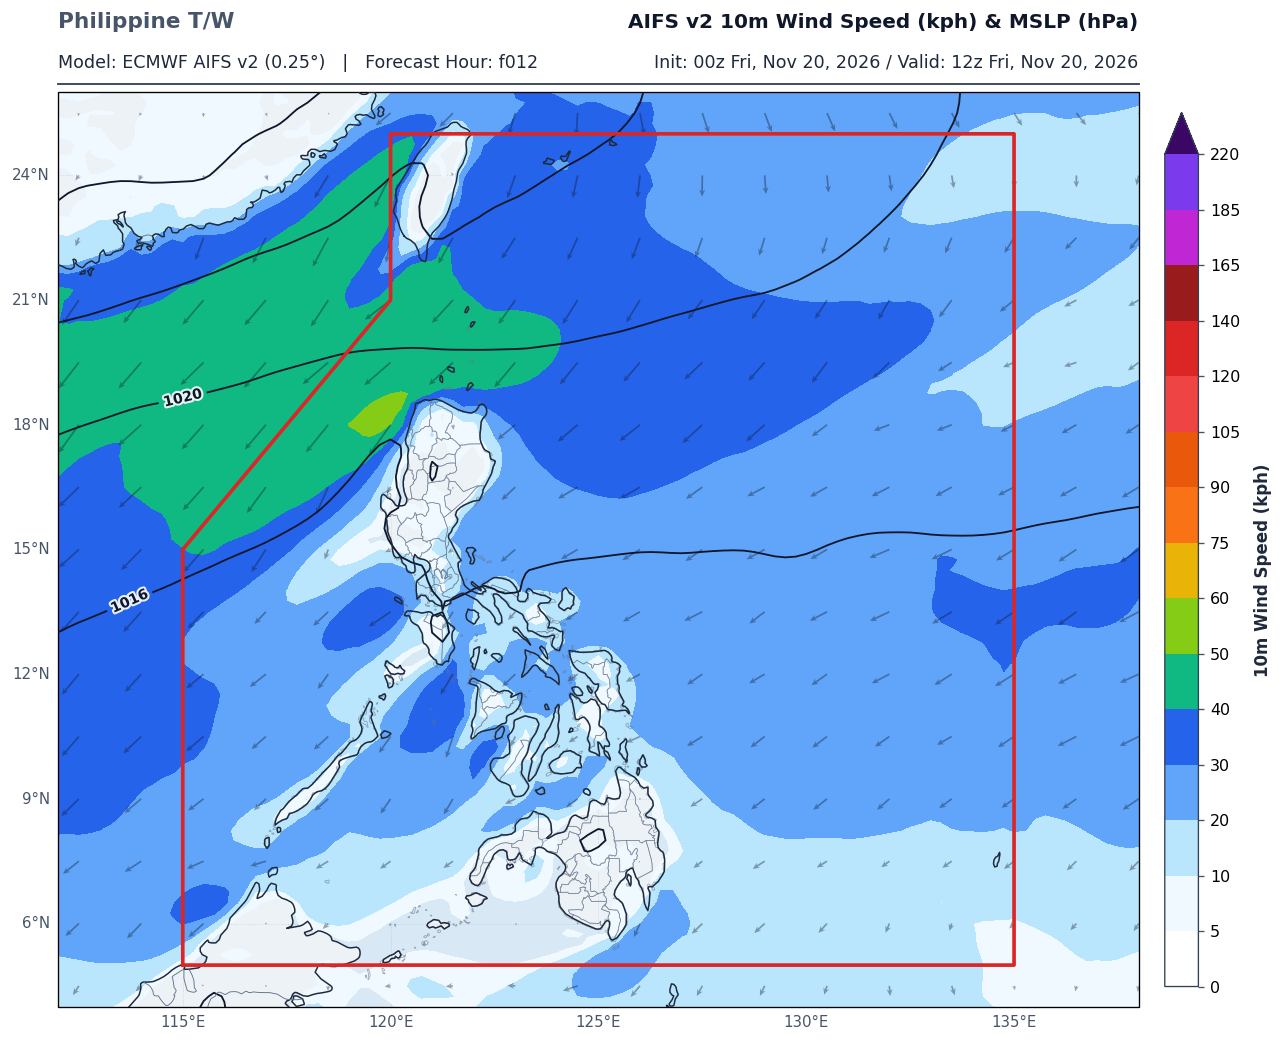 Philippine T/W
AIFS v2 10m Wind Speed (kph) & MSLP (hPa)
Model: ECMWF AIFS v2 (0.25°) | Forecast Hour: f012
Init: 00z Fri, Nov 20, 2026 / Valid: 12z Fri, Nov 20, 2026
24°N
21°N
18°N
15°N
12°N
9°N
6°N
115°E
120°E
125°E
130°E
135°E
1020
1016
220
185
165
140
120
105
90
75
60
50
40
30
20
10
5
0
10m Wind Speed (kph)